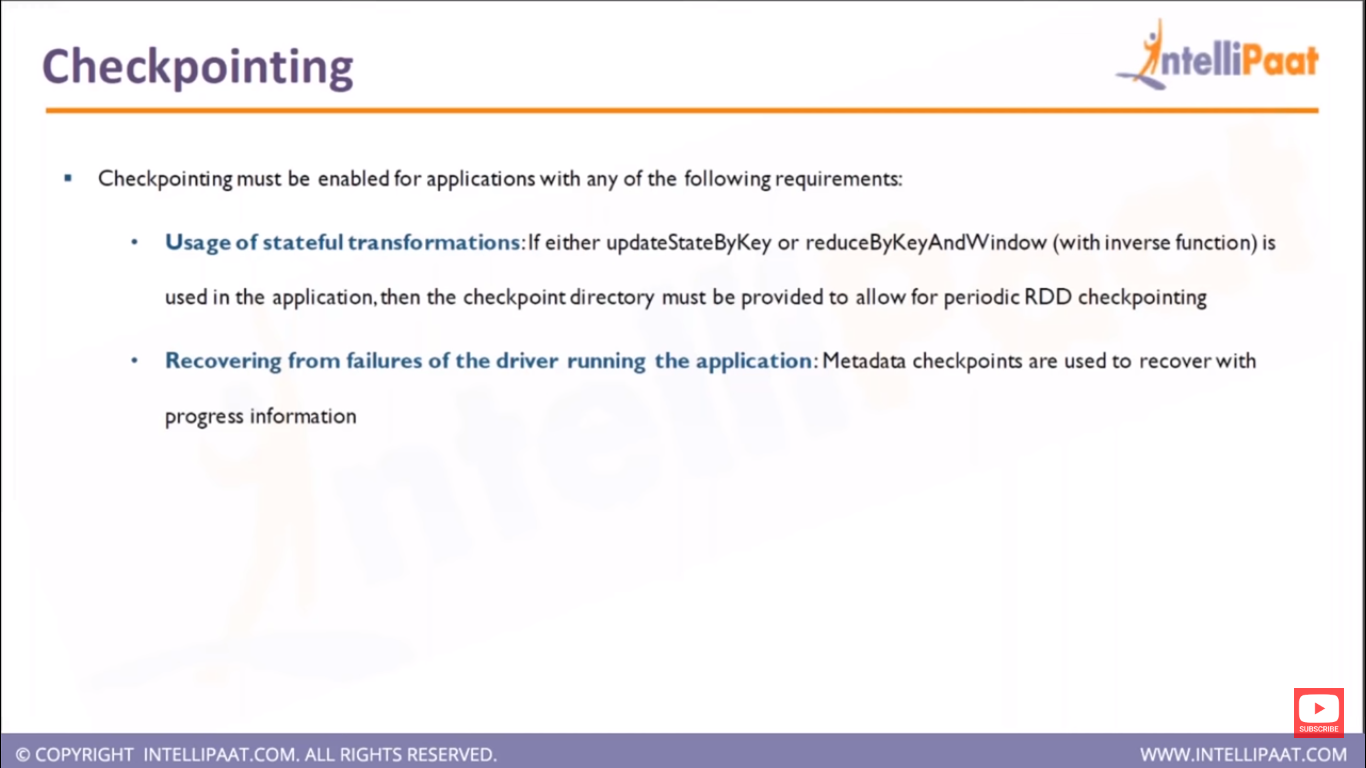 Checkpointing
IntelliPaat
▪ Checkpointing must be enabled for applications with any of the following requirements:
• Usage of stateful transformations: If either updateStateByKey or reduceByKeyAndWindow (with inverse function) is
used in the application, then the checkpoint directory must be provided to allow for periodic RDD checkpointing
• Recovering from failures of the driver running the application: Metadata checkpoints are used to recover with
progress information
IntelliPaat
SUBSCRIBE
© COPYRIGHT INTELLIPAAT.COM. ALL RIGHTS RESERVED.
WWW.INTELLIPAAT.COM